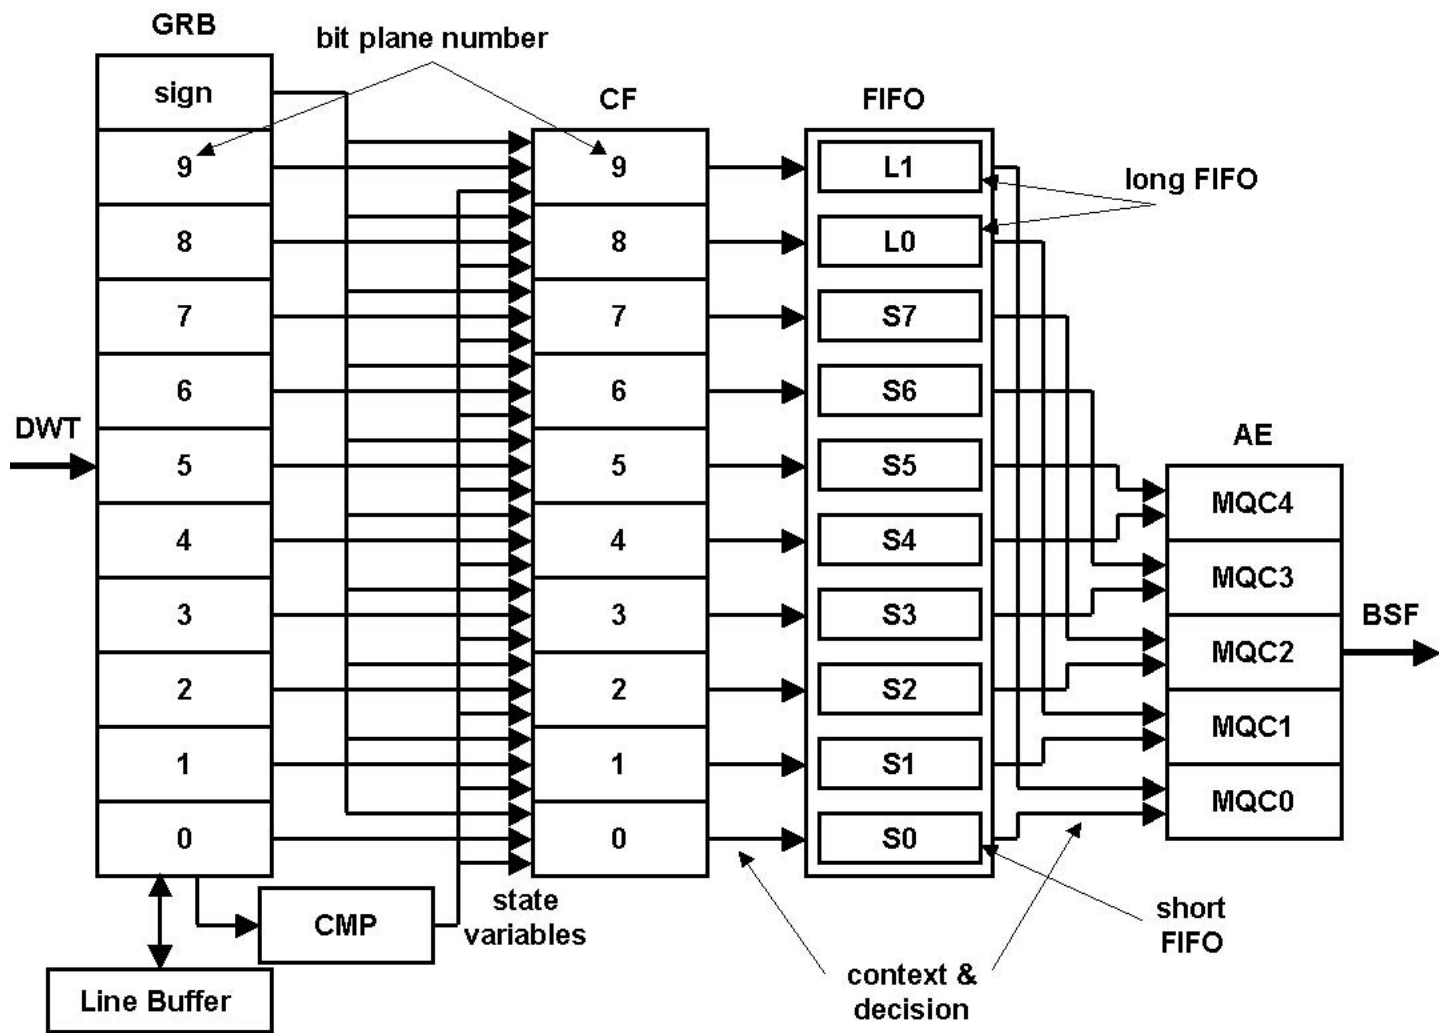 GRB
bit plane number
sign
CF
FIFO
9
9
L1
long FIFO
8
8
L0
7
7
S7
6
6
S6
DWT
AE
5
5
S5
MQC4
4
4
S4
MQC3
3
3
S3
BSF
MQC2
2
2
S2
MQC1
1
1
S1
MQC0
0
0
S0
state
variables
CMP
short
FIFO
Line Buffer
context &
decision